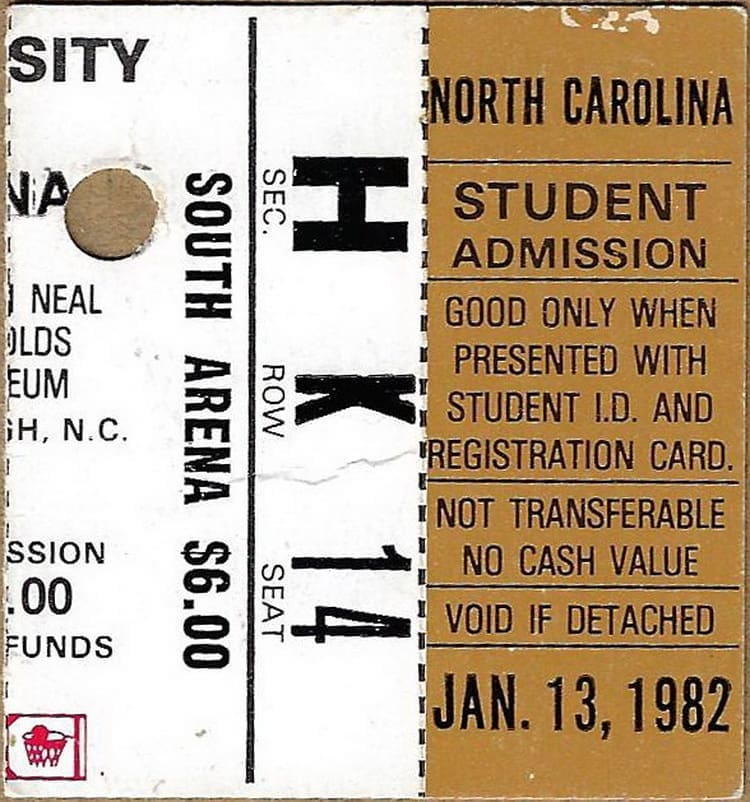 SITY
NA
NEAL
OLDS
EUM
GH, N.C.
SSION
.00
FUNDS
SOUTH ARENA $6.00
SEC. ROW SEAT
H K 14
NORTH CAROLINA
STUDENT
ADMISSION
GOOD ONLY WHEN
PRESENTED WITH
STUDENT I.D. AND
REGISTRATION CARD.
NOT TRANSFERABLE
NO CASH VALUE
VOID IF DETACHED
JAN. 13, 1982